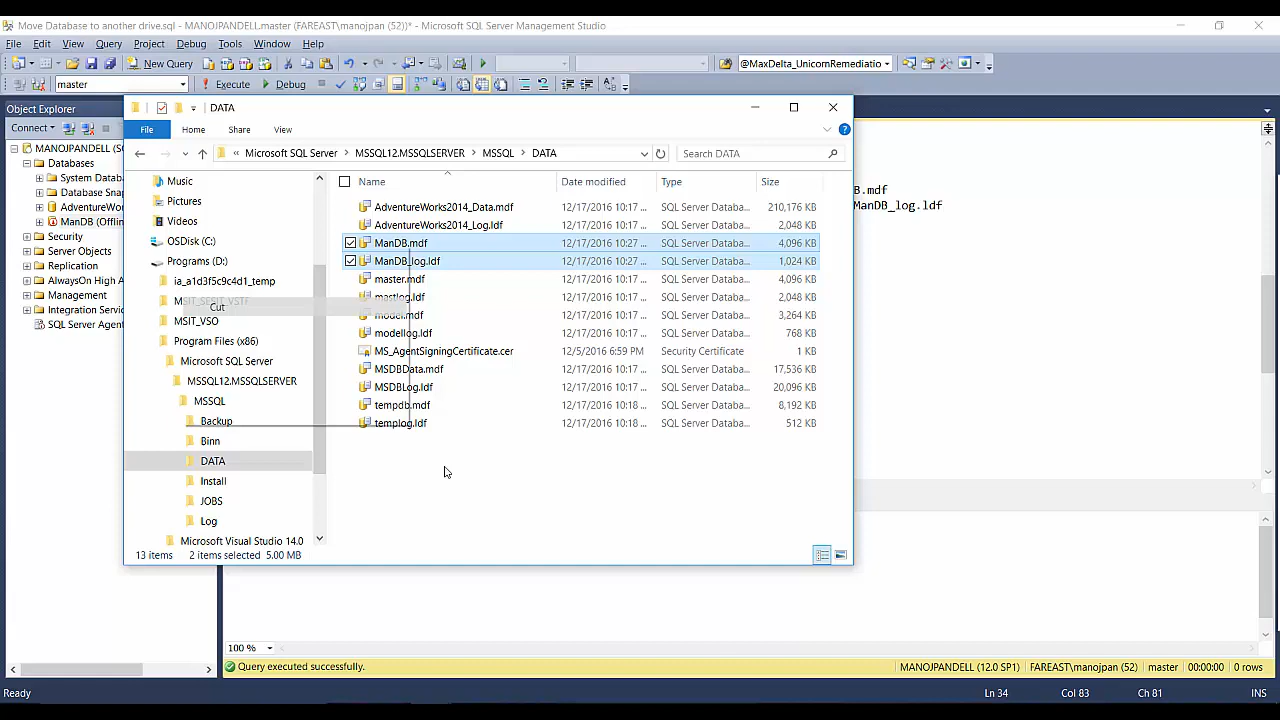 Move Database to another drive.sql - MANOJPANDELL.master (FAREAST\manojpan (52))* - Microsoft SQL Server Management Studio
File Edit View Query Project Debug Tools Window Help
New Query @MaxDelta_UnicornRemediatio
master Execute Debug
Object Explorer
Connect
MANOJPANDELL (S
Databases
System Datab
Database Snap
AdventureWo
ManDB (Offlin
Security
Server Objects
Replication
AlwaysOn High A
Management
Integration Servic
SQL Server Agen
DATA
File Home Share View
« Microsoft SQL Server > MSSQL12.MSSQLSERVER > MSSQL > DATA
Search DATA
Music
Pictures
Videos
OSDisk (C:)
Programs (D:)
ia_a1d3f5c9c4d1_temp
Cut
MSIT_VSO
Program Files (x86)
Microsoft SQL Server
MSSQL12.MSSQLSERVER
MSSQL
Backup
Binn
DATA
Install
JOBS
Log
Microsoft Visual Studio 14.0
Name Date modified Type Size
AdventureWorks2014_Data.mdf 12/17/2016 10:17 ... SQL Server Databa... 210,176 KB
AdventureWorks2014_Log.ldf 12/17/2016 10:17 ... SQL Server Databa... 2,048 KB
ManDB.mdf 12/17/2016 10:27 ... SQL Server Databa... 4,096 KB
ManDB_log.ldf 12/17/2016 10:27 ... SQL Server Databa... 1,024 KB
master.mdf 12/17/2016 10:17 ... SQL Server Databa... 4,096 KB
mastlog.ldf 12/17/2016 10:17 ... SQL Server Databa... 2,048 KB
model.mdf 12/17/2016 10:17 ... SQL Server Databa... 3,264 KB
modellog.ldf 12/17/2016 10:17 ... SQL Server Databa... 768 KB
MS_AgentSigningCertificate.cer 12/5/2016 6:59 PM Security Certificate 1 KB
MSDBData.mdf 12/17/2016 10:17 ... SQL Server Databa... 17,536 KB
MSDBLog.ldf 12/17/2016 10:17 ... SQL Server Databa... 20,096 KB
tempdb.mdf 12/17/2016 10:18 ... SQL Server Databa... 8,192 KB
templog.ldf 12/17/2016 10:18 ... SQL Server Databa... 512 KB
13 items 2 items selected 5.00 MB
B.mdf
ManDB_log.ldf
100 %
Query executed successfully. MANOJPANDELL (12.0 SP1) FAREAST\manojpan (52) master 00:00:00 0 rows
Ready Ln 34 Col 83 Ch 81 INS